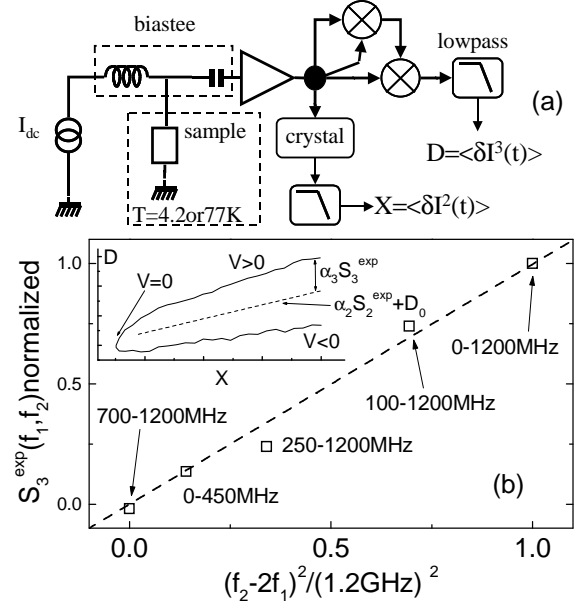 biastee
lowpass
I_dc
sample
crystal
(a)
D=<δI³(t)>
X=<δI²(t)>
T=4.2or77K
S₃^exp(f₁,f₂)normalized
1.0
0.5
0.0
D
V>0
V=0
α₃S₃^exp
α₂S₂^exp+D₀
V<0
X
0-1200MHz
100-1200MHz
700-1200MHz
250-1200MHz
0-450MHz
(b)
0.0 0.5 1.0
(f₂-2f₁)²/(1.2GHz)²